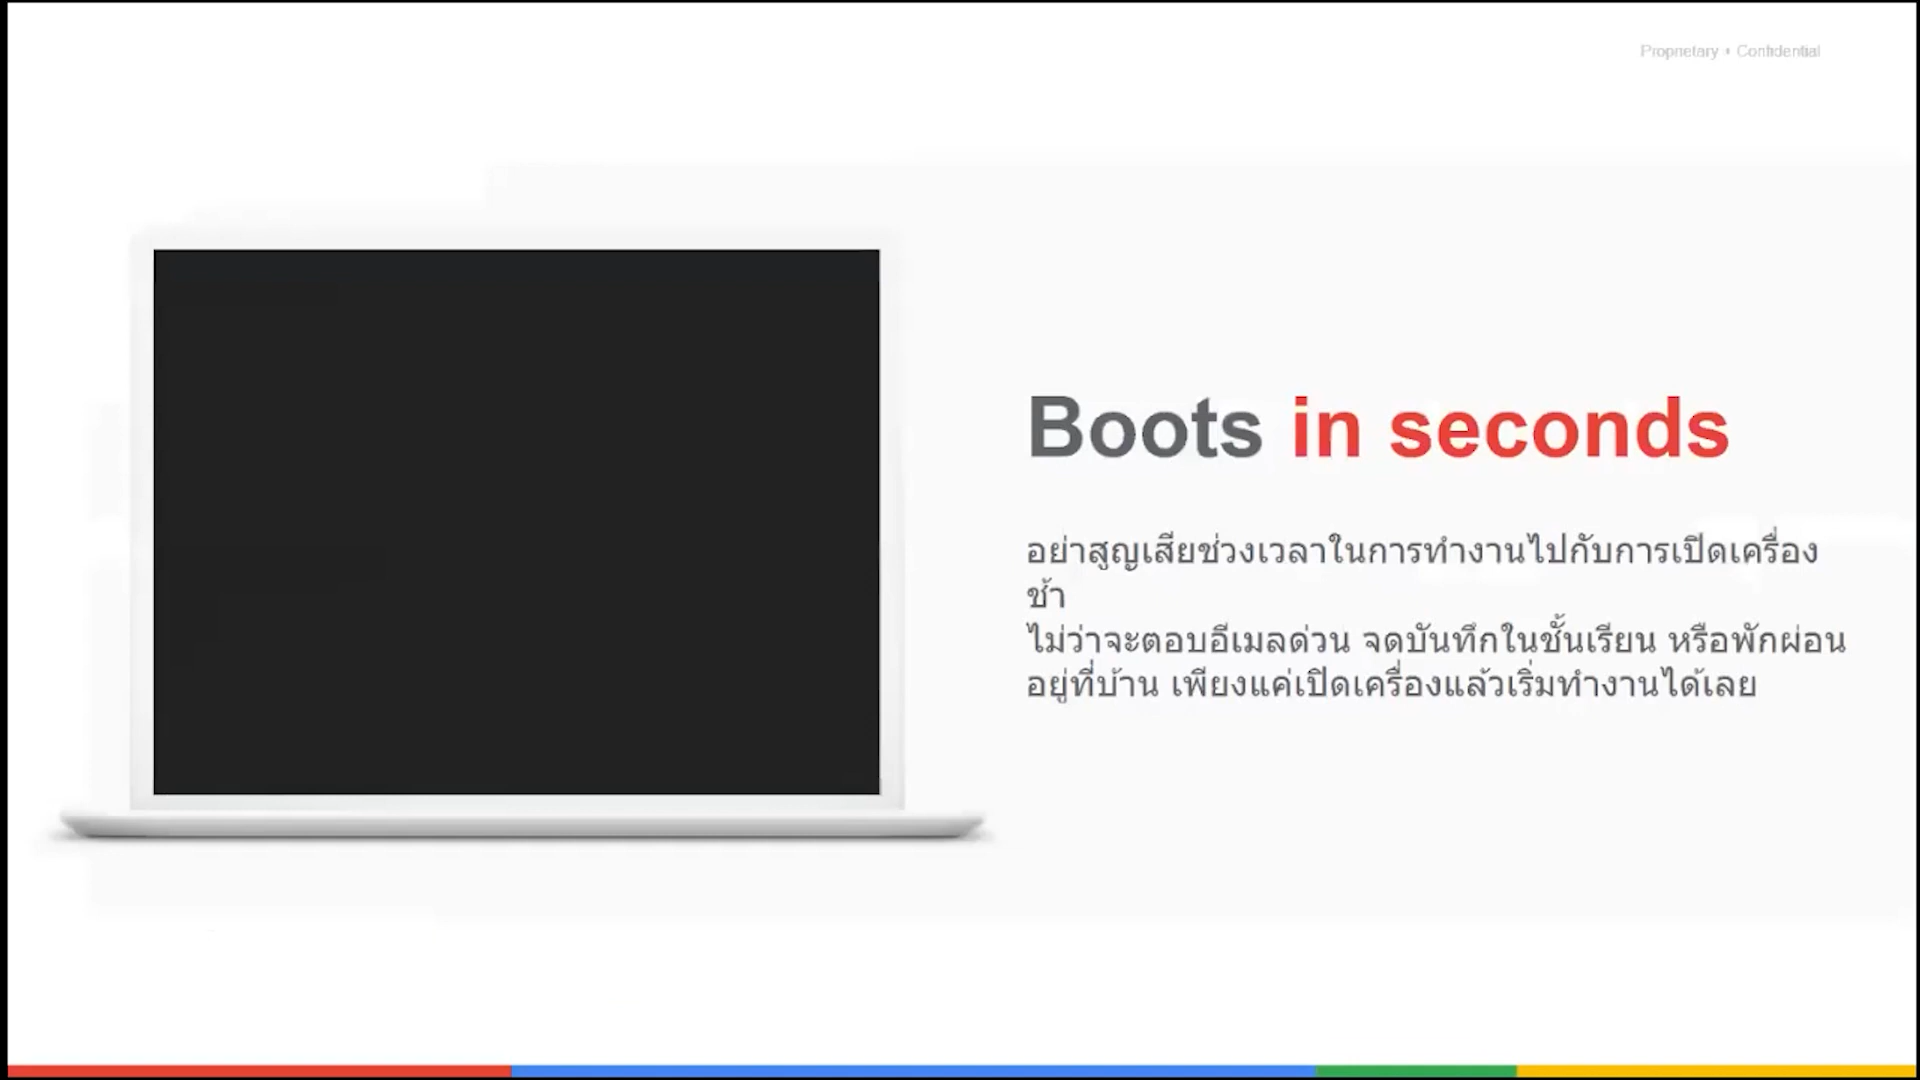 Proprietary • Confidential
Boots in seconds
อย่าสูญเสียช่วงเวลาในการทำงานไปกับการเปิดเครื่อง
ช้า
ไม่ว่าจะตอบอีเมลด่วน จดบันทึกในชั้นเรียน หรือพักผ่อน
อยู่ที่บ้าน เพียงแค่เปิดเครื่องแล้วเริ่มทำงานได้เลย